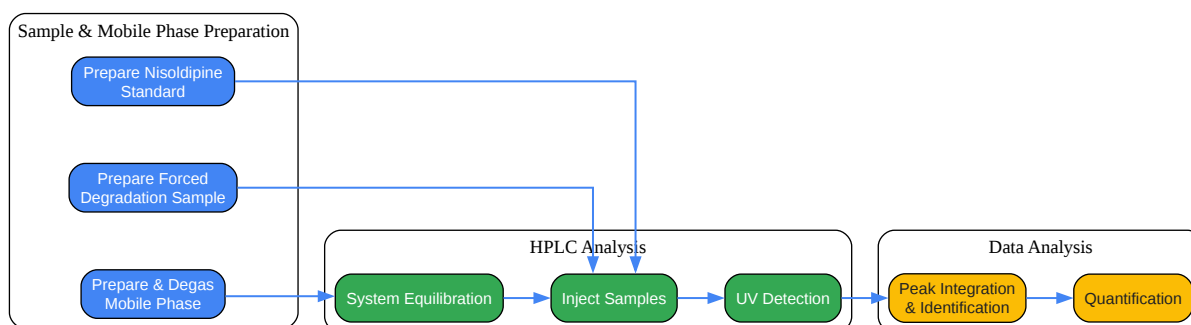 Sample & Mobile Phase Preparation
Prepare Nisoldipine
Standard
Prepare Forced
Degradation Sample
Prepare & Degas
Mobile Phase
HPLC Analysis
System Equilibration
Inject Samples
UV Detection
Data Analysis
Peak Integration
& Identification
Quantification